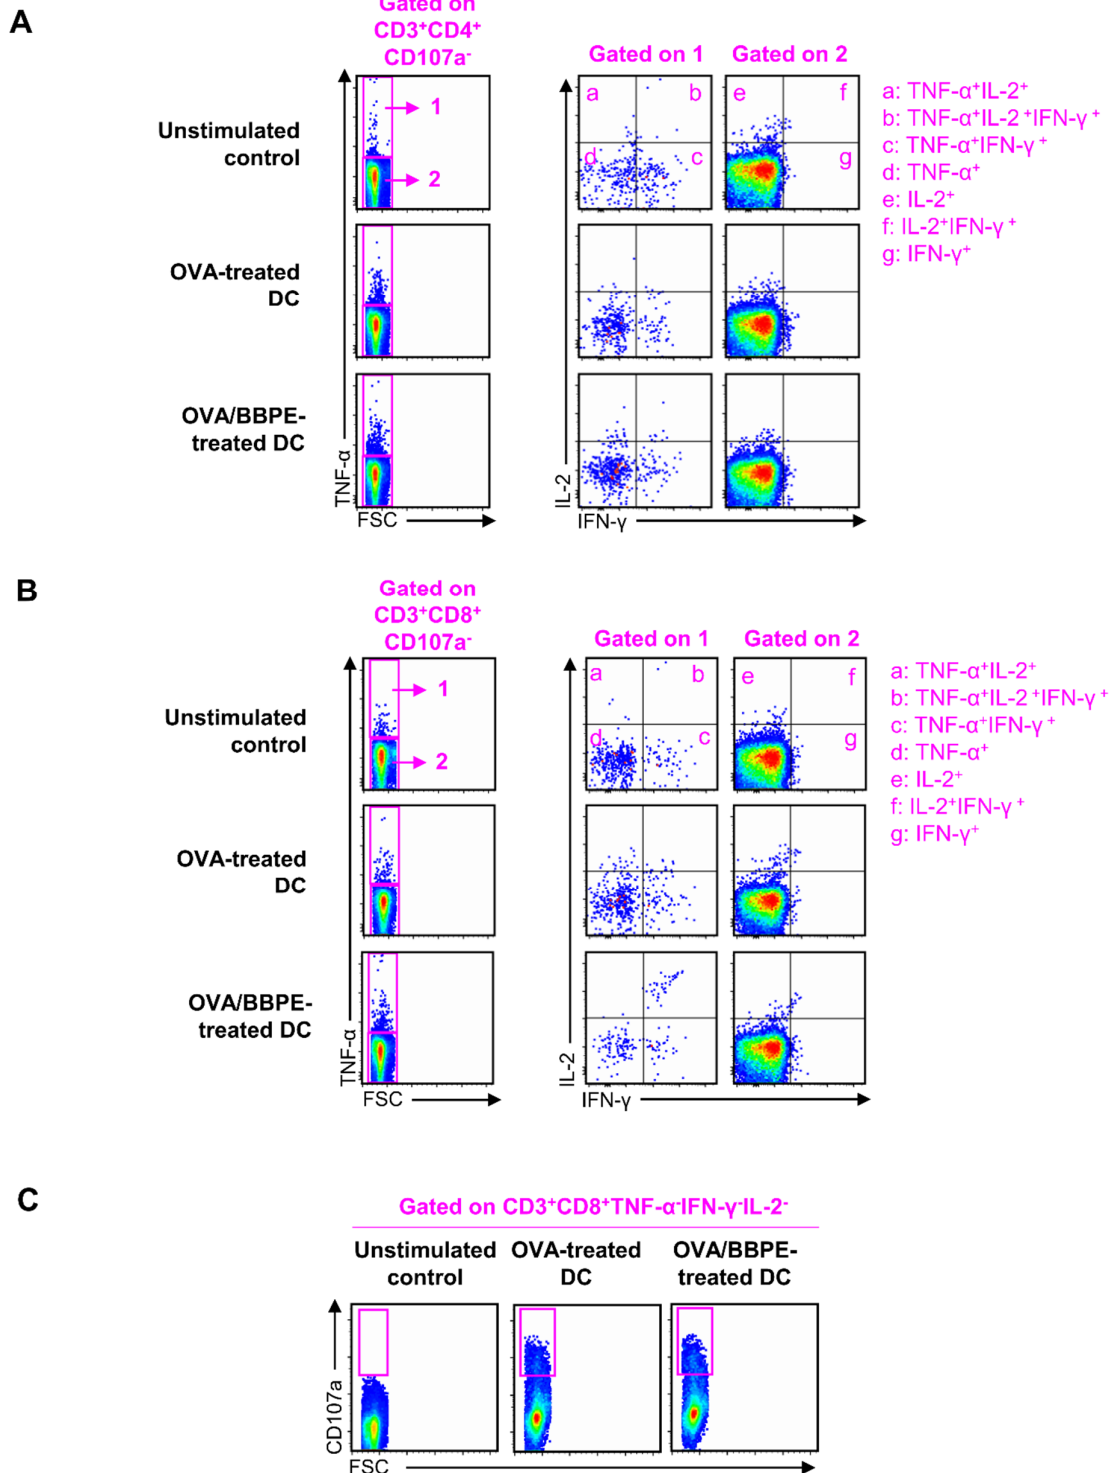 A
Gated on
CD3⁺CD4⁺
CD107a⁻
Gated on 1
Gated on 2
Unstimulated
control
1
2
a
b
d
c
e
f
g
a: TNF-α⁺IL-2⁺
b: TNF-α⁺IL-2⁺IFN-γ⁺
c: TNF-α⁺IFN-γ⁺
d: TNF-α⁺
e: IL-2⁺
f: IL-2⁺IFN-γ⁺
g: IFN-γ⁺
OVA-treated
DC
OVA/BBPE-
treated DC
TNF-α
FSC
IL-2
IFN-γ
B
Gated on
CD3⁺CD8⁺
CD107a⁻
Gated on 1
Gated on 2
Unstimulated
control
1
2
a
b
d
c
e
f
g
a: TNF-α⁺IL-2⁺
b: TNF-α⁺IL-2⁺IFN-γ⁺
c: TNF-α⁺IFN-γ⁺
d: TNF-α⁺
e: IL-2⁺
f: IL-2⁺IFN-γ⁺
g: IFN-γ⁺
OVA-treated
DC
OVA/BBPE-
treated DC
TNF-α
FSC
IL-2
IFN-γ
C
Gated on CD3⁺CD8⁺TNF-α⁻IFN-γ⁻IL-2⁻
Unstimulated
control
OVA-treated
DC
OVA/BBPE-
treated DC
CD107a
FSC